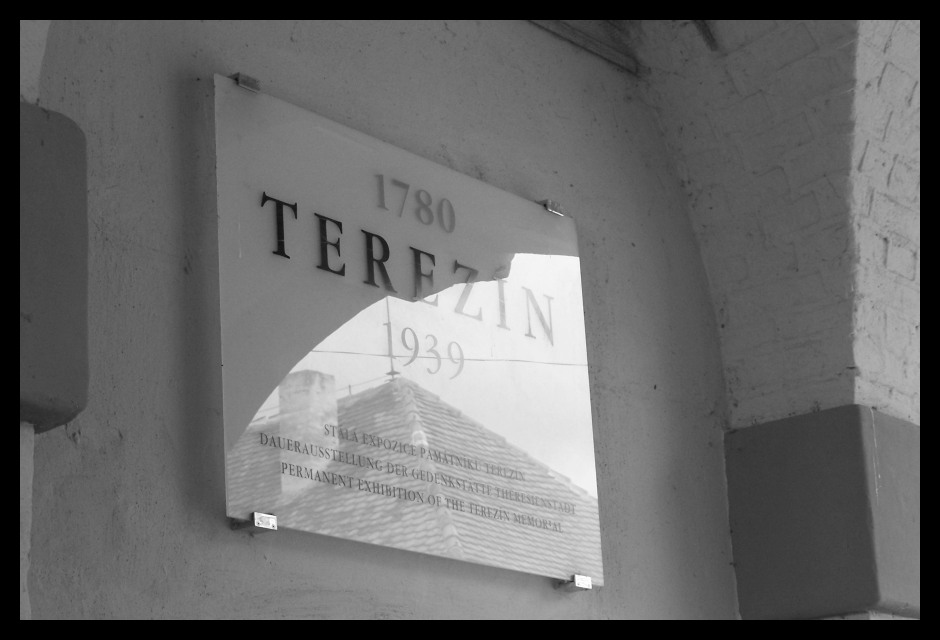 1780
TEREZÍN
1939
STÁLÁ EXPOZICE PAMÁTNÍKU TEREZÍN
DAUERAUSSTELLUNG DER GEDENKSTÄTTE THERESIENSTADT
PERMANENT EXHIBITION OF THE TEREZÍN MEMORIAL